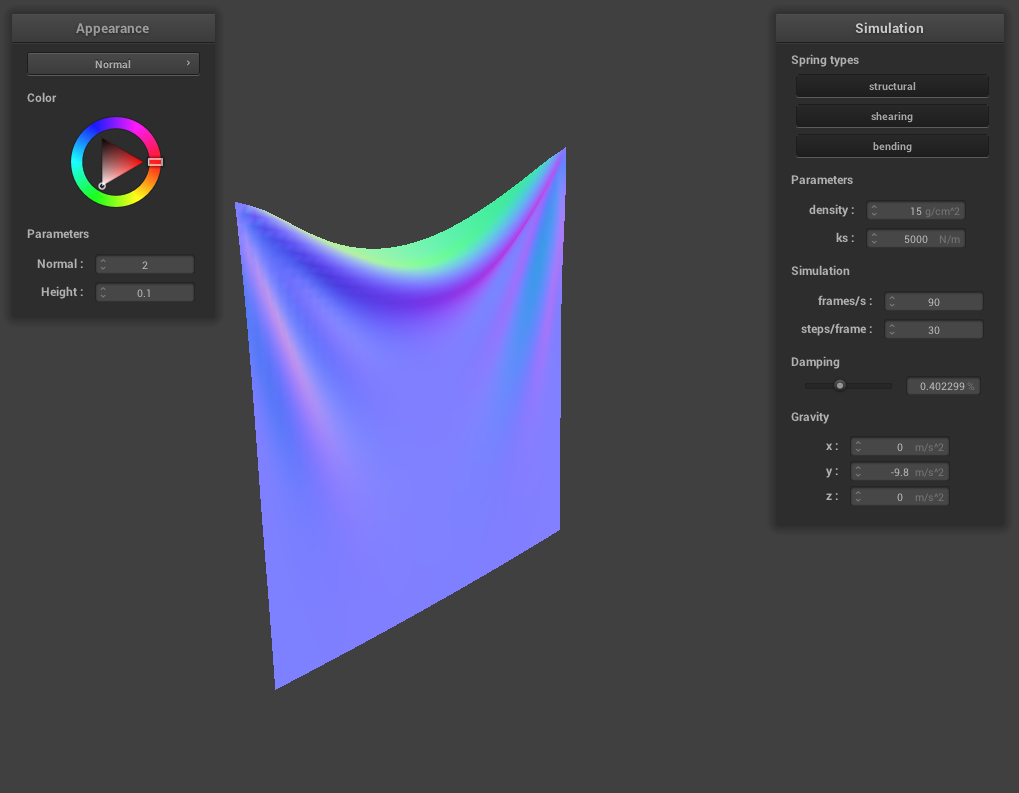 Appearance
Normal ›
Color
Parameters
Normal : 2
Height : 0.1
Simulation
Spring types
structural
shearing
bending
Parameters
density : 15 g/cm^2
ks : 5000 N/m
Simulation
frames/s : 90
steps/frame : 30
Damping
0.402299 %
Gravity
x : 0 m/s^2
y : -9.8 m/s^2
z : 0 m/s^2